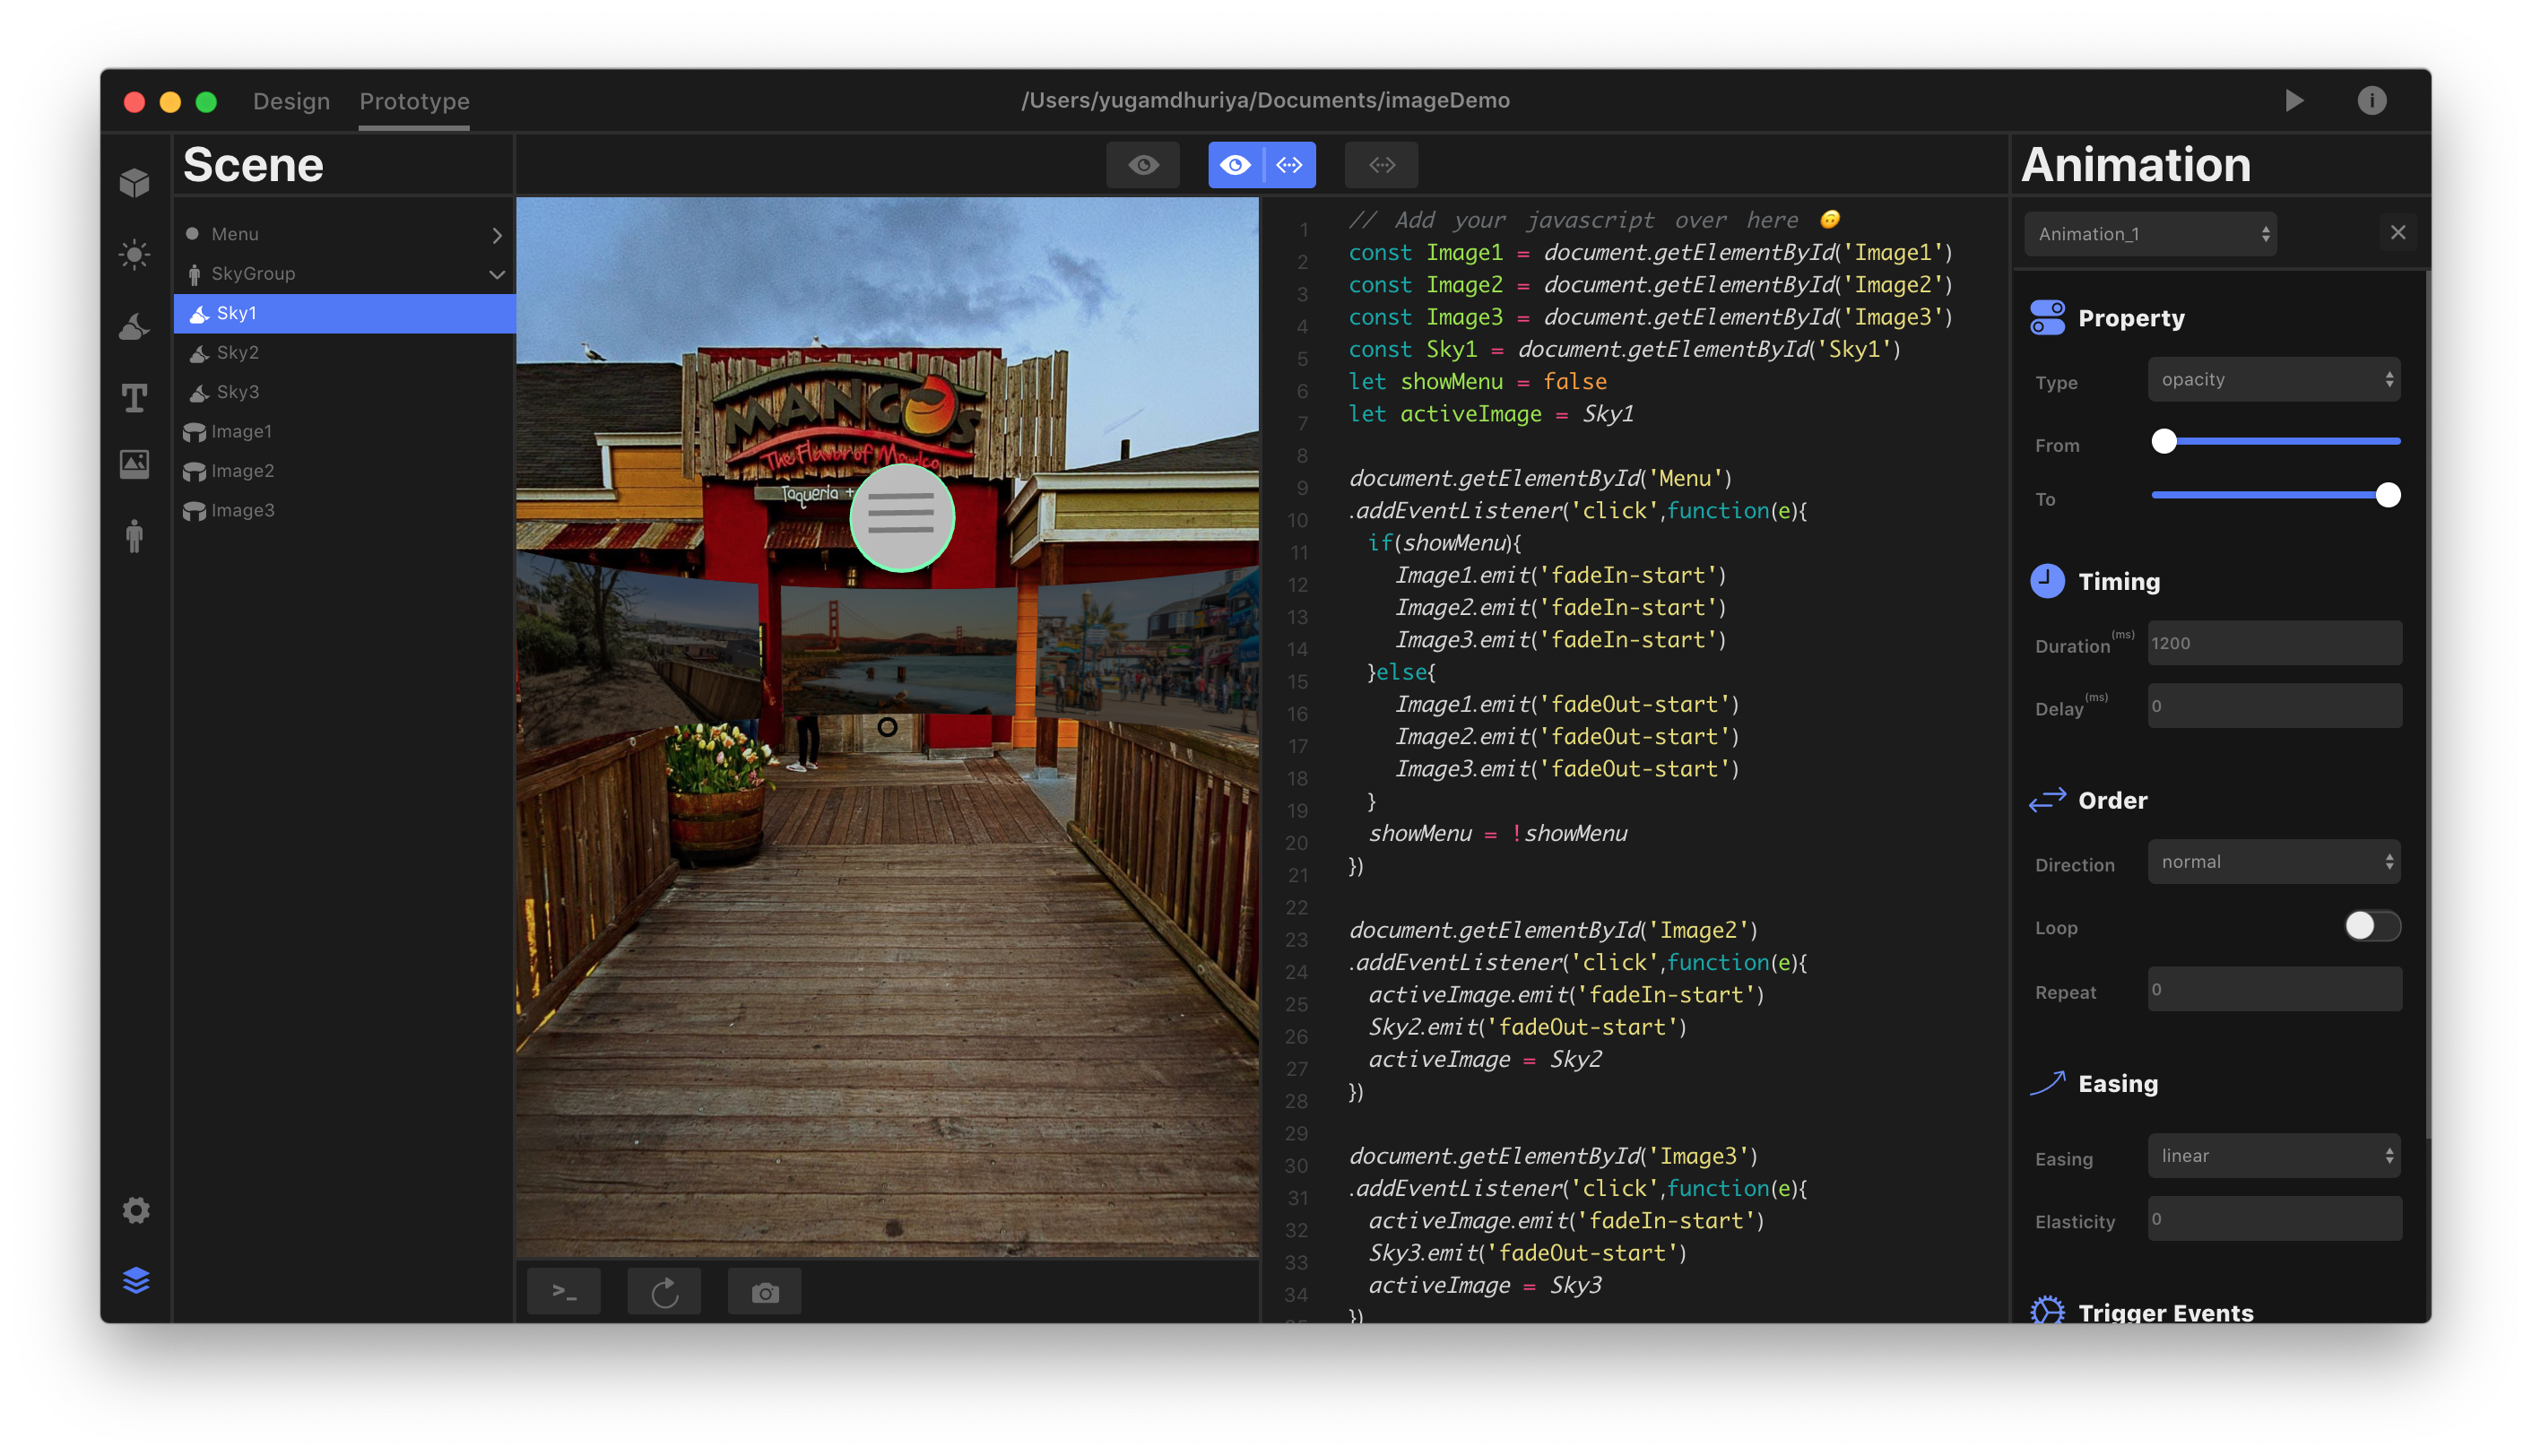 Design Prototype /Users/yugamdhuriya/Documents/imageDemo
Scene
Menu
SkyGroup
Sky1
Sky2
Sky3
Image1
Image2
Image3
MANGOS
The Flavor of Mexico
Taqueria +
>_
1 // Add your javascript over here 🙃
2 const Image1 = document.getElementById('Image1')
3 const Image2 = document.getElementById('Image2')
4 const Image3 = document.getElementById('Image3')
5 const Sky1 = document.getElementById('Sky1')
6 let showMenu = false
7 let activeImage = Sky1
8
9 document.getElementById('Menu')
10 .addEventListener('click',function(e){
11 if(showMenu){
12 Image1.emit('fadeIn-start')
13 Image2.emit('fadeIn-start')
14 Image3.emit('fadeIn-start')
15 }else{
16 Image1.emit('fadeOut-start')
17 Image2.emit('fadeOut-start')
18 Image3.emit('fadeOut-start')
19 }
20 showMenu = !showMenu
21 })
22
23 document.getElementById('Image2')
24 .addEventListener('click',function(e){
25 activeImage.emit('fadeIn-start')
26 Sky2.emit('fadeOut-start')
27 activeImage = Sky2
28 })
29
30 document.getElementById('Image3')
31 .addEventListener('click',function(e){
32 activeImage.emit('fadeIn-start')
33 Sky3.emit('fadeOut-start')
34 activeImage = Sky3
})
Animation
Animation_1
Property
Type opacity
From
To
Timing
Duration (ms) 1200
Delay (ms) 0
Order
Direction normal
Loop
Repeat 0
Easing
Easing linear
Elasticity 0
Trigger Events